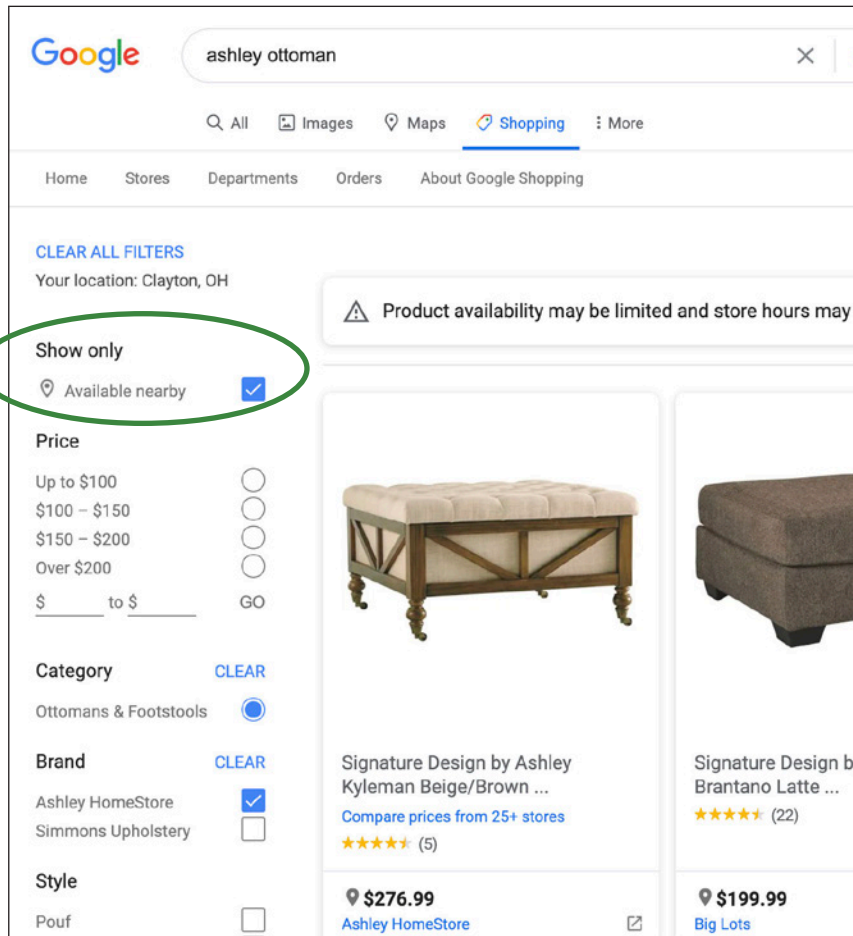 Google
ashley ottoman
All Images Maps Shopping More
Home Stores Departments Orders About Google Shopping
CLEAR ALL FILTERS
Your location: Clayton, OH
Product availability may be limited and store hours may
Show only
Available nearby
Price
Up to $100
$100 – $150
$150 – $200
Over $200
$ to $ GO
Category CLEAR
Ottomans & Footstools
Brand CLEAR
Ashley HomeStore
Simmons Upholstery
Style
Pouf
Signature Design by Ashley
Kyleman Beige/Brown ...
Compare prices from 25+ stores
(5)
$276.99
Ashley HomeStore
Signature Design b
Brantano Latte ...
(22)
$199.99
Big Lots